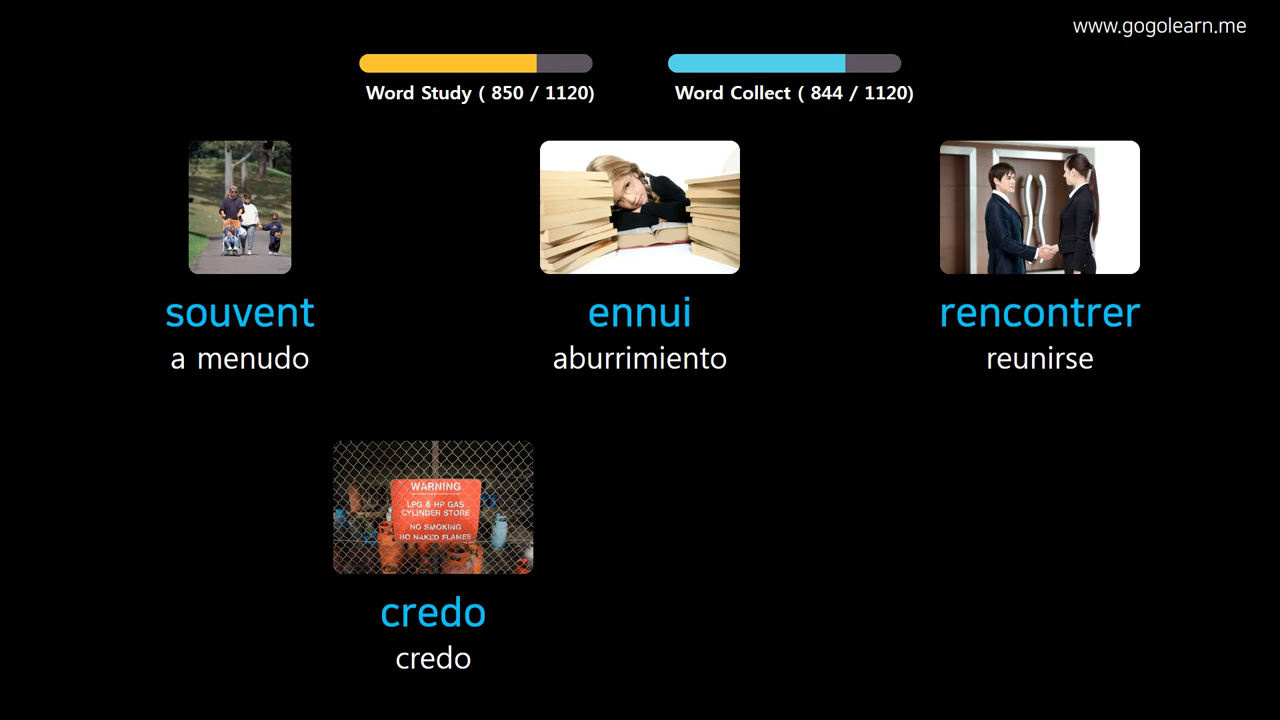 www.gogolearn.me
Word Study ( 850 / 1120)
Word Collect ( 844 / 1120)
souvent
a menudo
ennui
aburrimiento
rencontrer
reunirse
WARNING
LPG & HP GAS
CYLINDER STORE
NO SMOKING
NO NAKED FLAMES
credo
credo